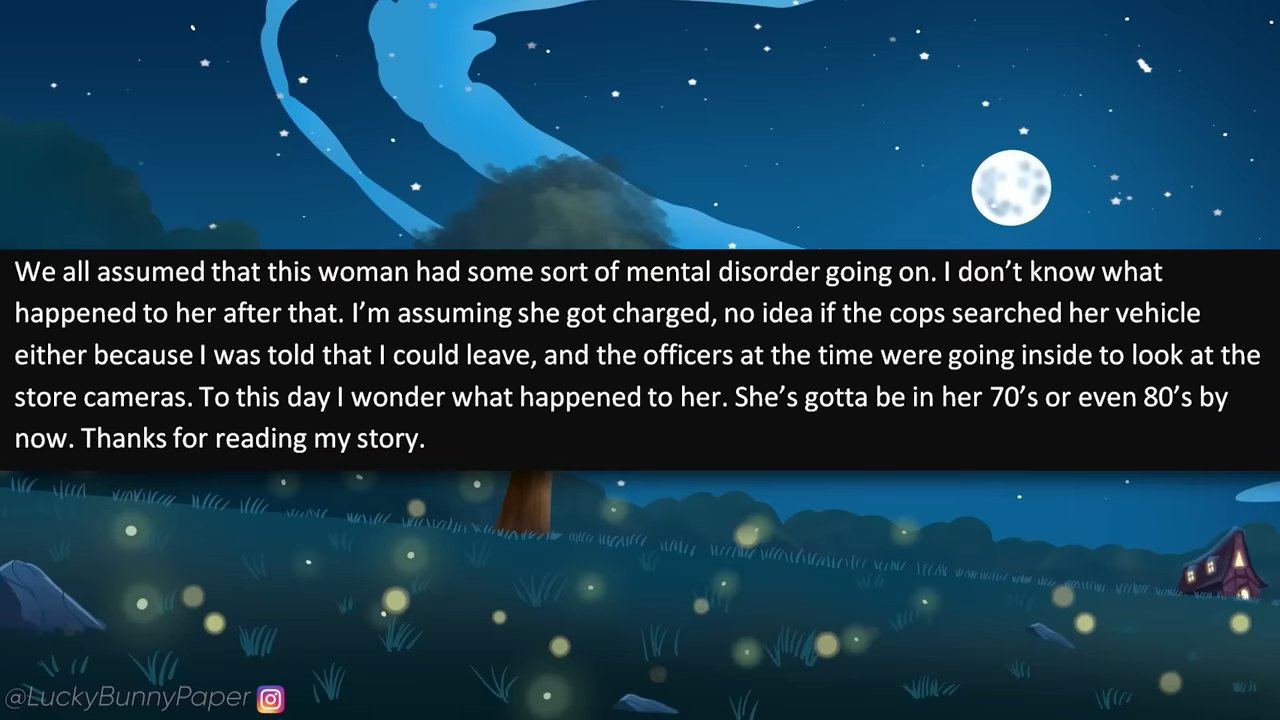 We all assumed that this woman had some sort of mental disorder going on. I don’t know what
happened to her after that. I’m assuming she got charged, no idea if the cops searched her vehicle
either because I was told that I could leave, and the officers at the time were going inside to look at the
store cameras. To this day I wonder what happened to her. She’s gotta be in her 70’s or even 80’s by
now. Thanks for reading my story.
@LuckyBunnyPaper